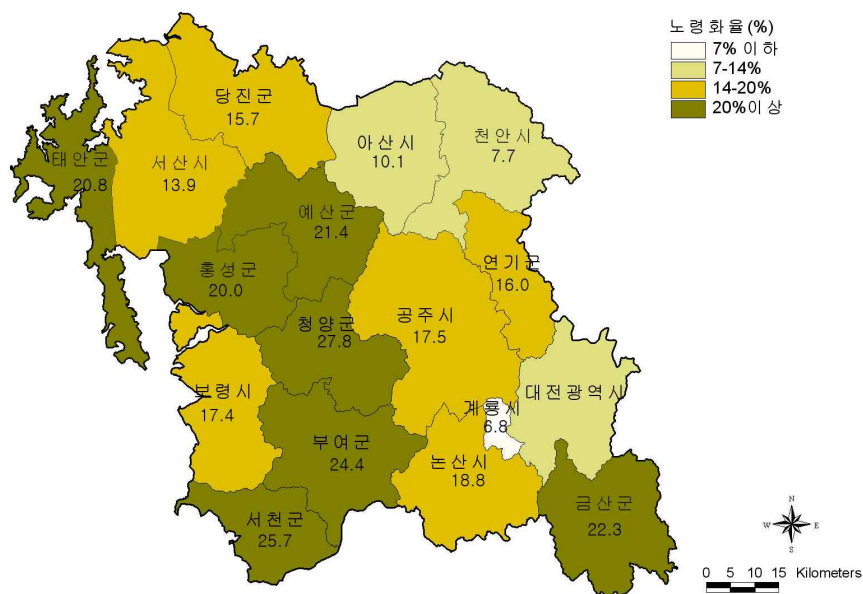 노령화율(%)
7% 이하
7-14%
14-20%
20%이상
당진군
15.7
아산시
10.1
천안시
7.7
태안군
20.8
서산시
13.9
예산군
21.4
홍성군
20.0
연기군
16.0
청양군
27.8
공주시
17.5
보령시
17.4
계룡시
6.8
대전광역시
부여군
24.4
논산시
18.8
서천군
25.7
금산군
22.3
N
W E
S
0 5 10 15 Kilometers